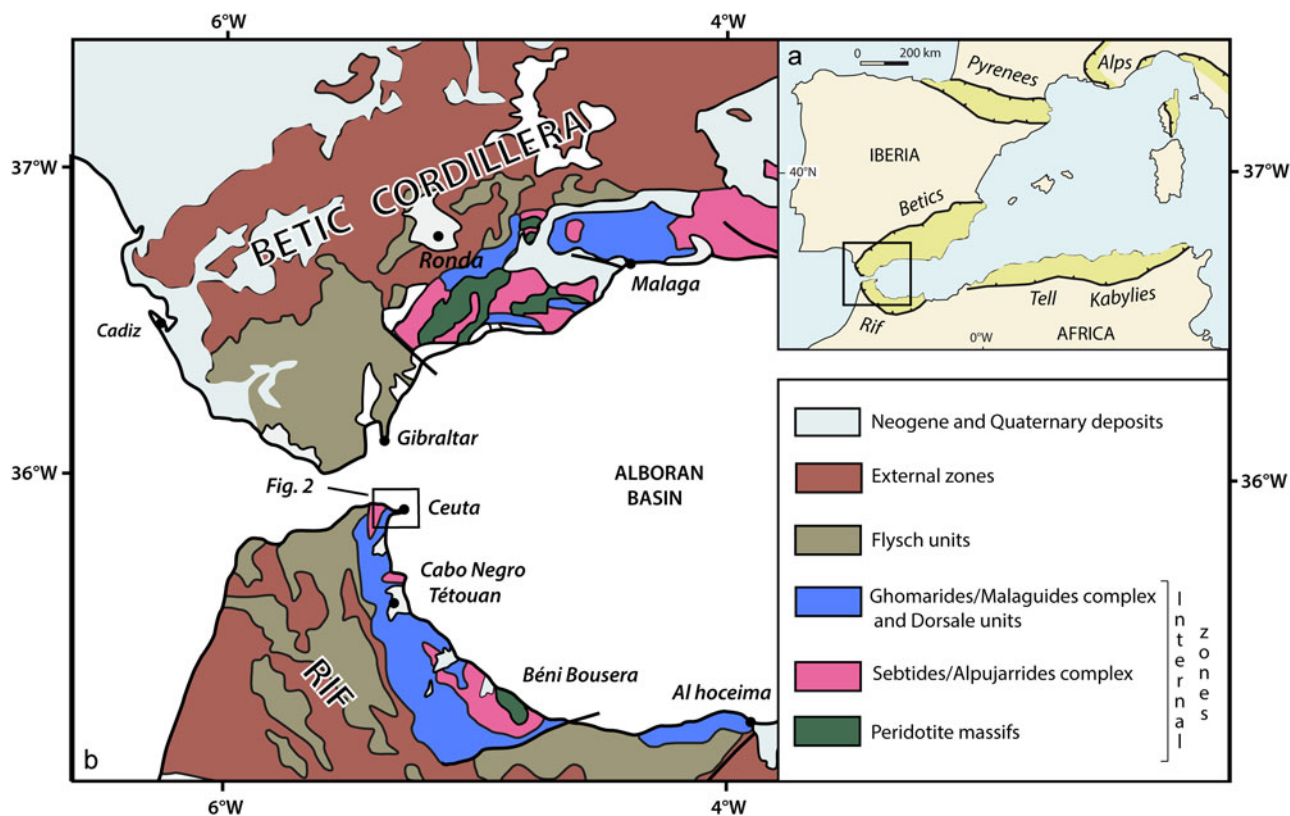 6°W
4°W
37°W
36°W
BETIC CORDILLERA
Ronda
Malaga
Cadiz
Gibraltar
Fig. 2
Ceuta
ALBORAN
BASIN
Cabo Negro
Tétouan
RIF
Béni Bousera
Al hoceima
b
6°W
4°W
a
0 200 km
Pyrenees
Alps
IBERIA
40°N
Betics
Rif
Tell
Kabylies
0°W
AFRICA
37°W
36°W
Neogene and Quaternary deposits
External zones
Flysch units
Ghomarides/Malaguides complex
and Dorsale units
Sebtides/Alpujarrides complex
Peridotite massifs
Internal
zones